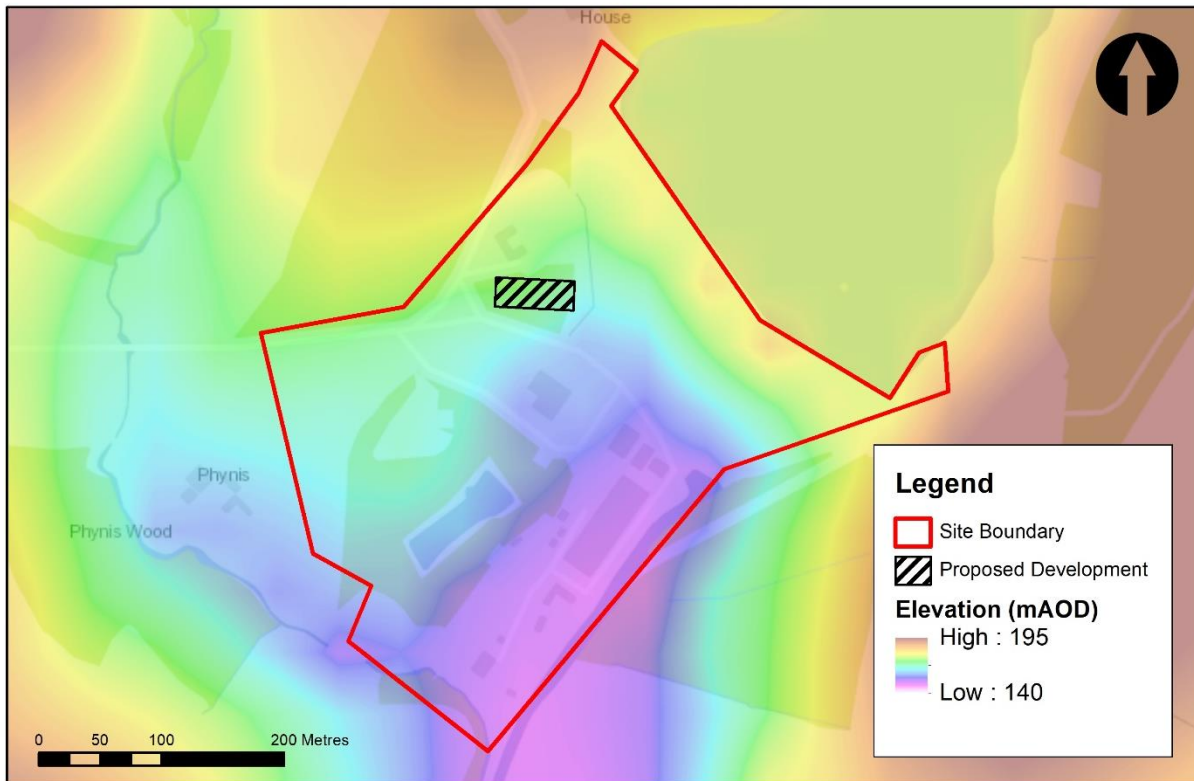 House
Phynis
Phynis Wood
0 50 100 200 Metres
Legend
Site Boundary
Proposed Development
Elevation (mAOD)
High : 195
Low : 140